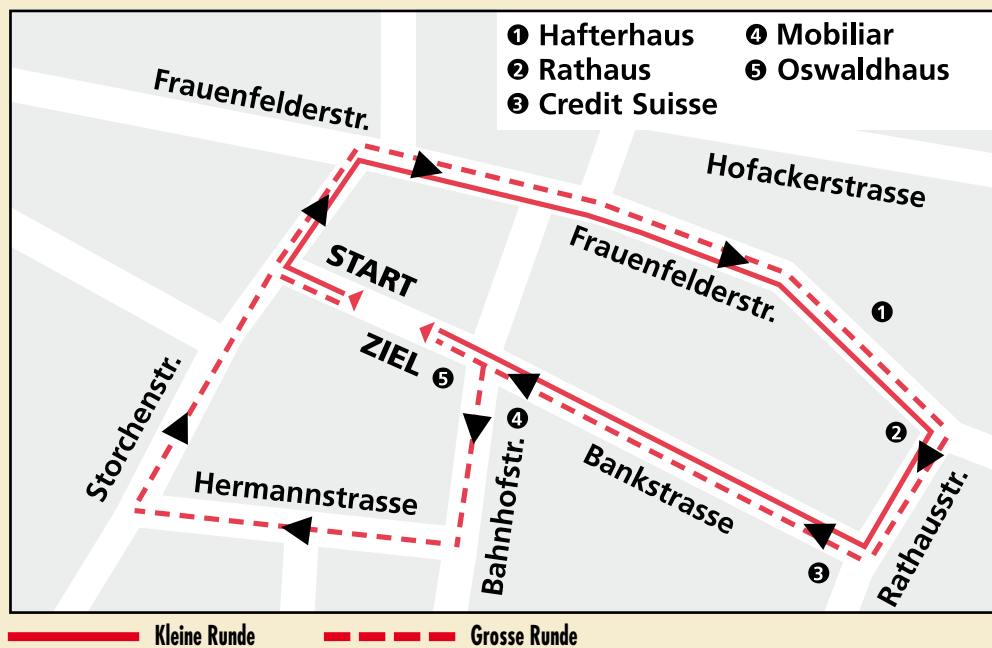 ❶ Hafterhaus
❷ Rathaus
❸ Credit Suisse
❹ Mobiliar
❺ Oswaldhaus
Frauenfelderstr.
Hofackerstrasse
START
Frauenfelderstr.
❶
ZIEL
❺
❹
❷
Storchenstr.
Hermannstrasse
Bahnhofstr.
Bankstrasse
❸
Rathausstr.
Kleine Runde
Grosse Runde